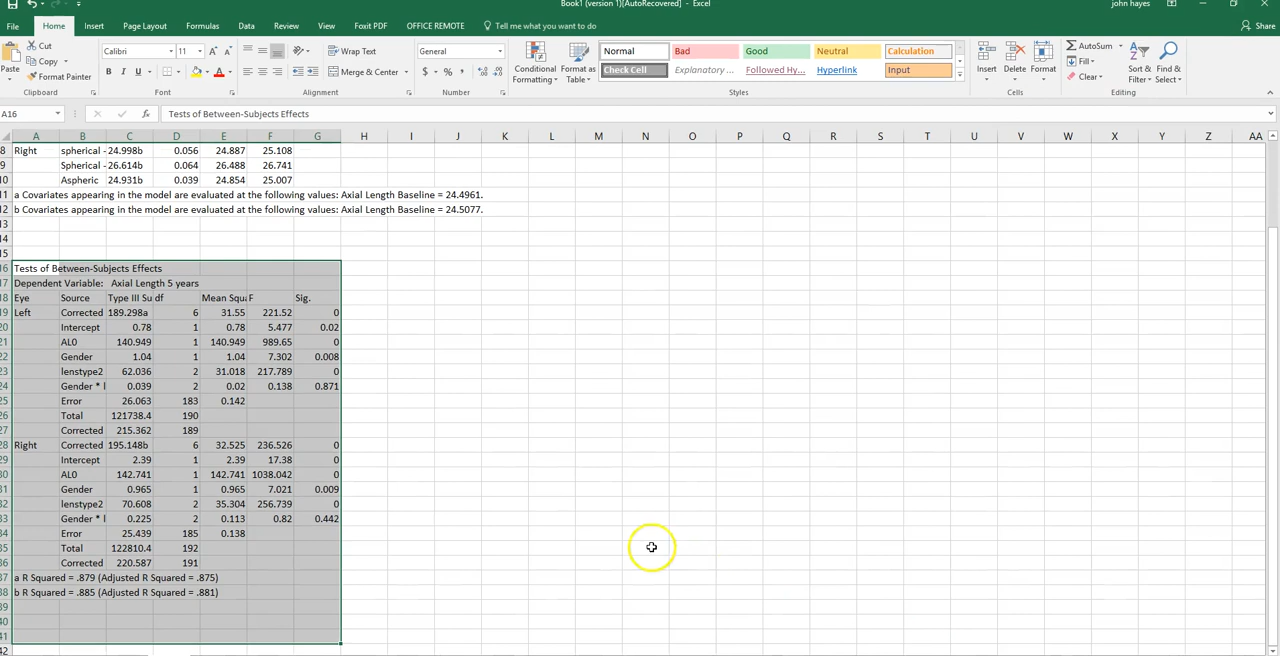 Book1 (version 1)[AutoRecovered] - Excel
john hayes
File Home Insert Page Layout Formulas Data Review View Foxit PDF OFFICE REMOTE Tell me what you want to do Share
Paste Cut Copy Format Painter
Calibri 11
B I U
Wrap Text
Merge & Center
General
$ % ,
Conditional Formatting Format as Table
Normal Bad Good Neutral Calculation
Check Cell Explanatory ... Followed Hy... Hyperlink Input
Insert Delete Format
AutoSum Fill Clear
Sort & Filter Find & Select
Clipboard Font Alignment Number Styles Cells Editing
A16 fx Tests of Between-Subjects Effects
A B C D E F G H I J K L M N O P Q R S T U V W X Y Z AA
8 Right spherical - 24.998b 0.056 24.887 25.108
9 Spherical - 26.614b 0.064 26.488 26.741
10 Aspheric 24.931b 0.039 24.854 25.007
11 a Covariates appearing in the model are evaluated at the following values: Axial Length Baseline = 24.4961.
12 b Covariates appearing in the model are evaluated at the following values: Axial Length Baseline = 24.5077.
13
14
15
16 Tests of Between-Subjects Effects
17 Dependent Variable: Axial Length 5 years
18 Eye Source Type III Su df Mean Squa F Sig.
19 Left Corrected 189.298a 6 31.55 221.52 0
20 Intercept 0.78 1 0.78 5.477 0.02
21 AL0 140.949 1 140.949 989.65 0
22 Gender 1.04 1 1.04 7.302 0.008
23 lenstype2 62.036 2 31.018 217.789 0
24 Gender * l 0.039 2 0.02 0.138 0.871
25 Error 26.063 183 0.142
26 Total 121738.4 190
27 Corrected 215.362 189
28 Right Corrected 195.148b 6 32.525 236.526 0
29 Intercept 2.39 1 2.39 17.38 0
30 AL0 142.741 1 142.741 1038.042 0
31 Gender 0.965 1 0.965 7.021 0.009
32 lenstype2 70.608 2 35.304 256.739 0
33 Gender * l 0.225 2 0.113 0.82 0.442
34 Error 25.439 185 0.138
35 Total 122810.4 192
36 Corrected 220.587 191
37 a R Squared = .879 (Adjusted R Squared = .875)
38 b R Squared = .885 (Adjusted R Squared = .881)
39
40
41
42